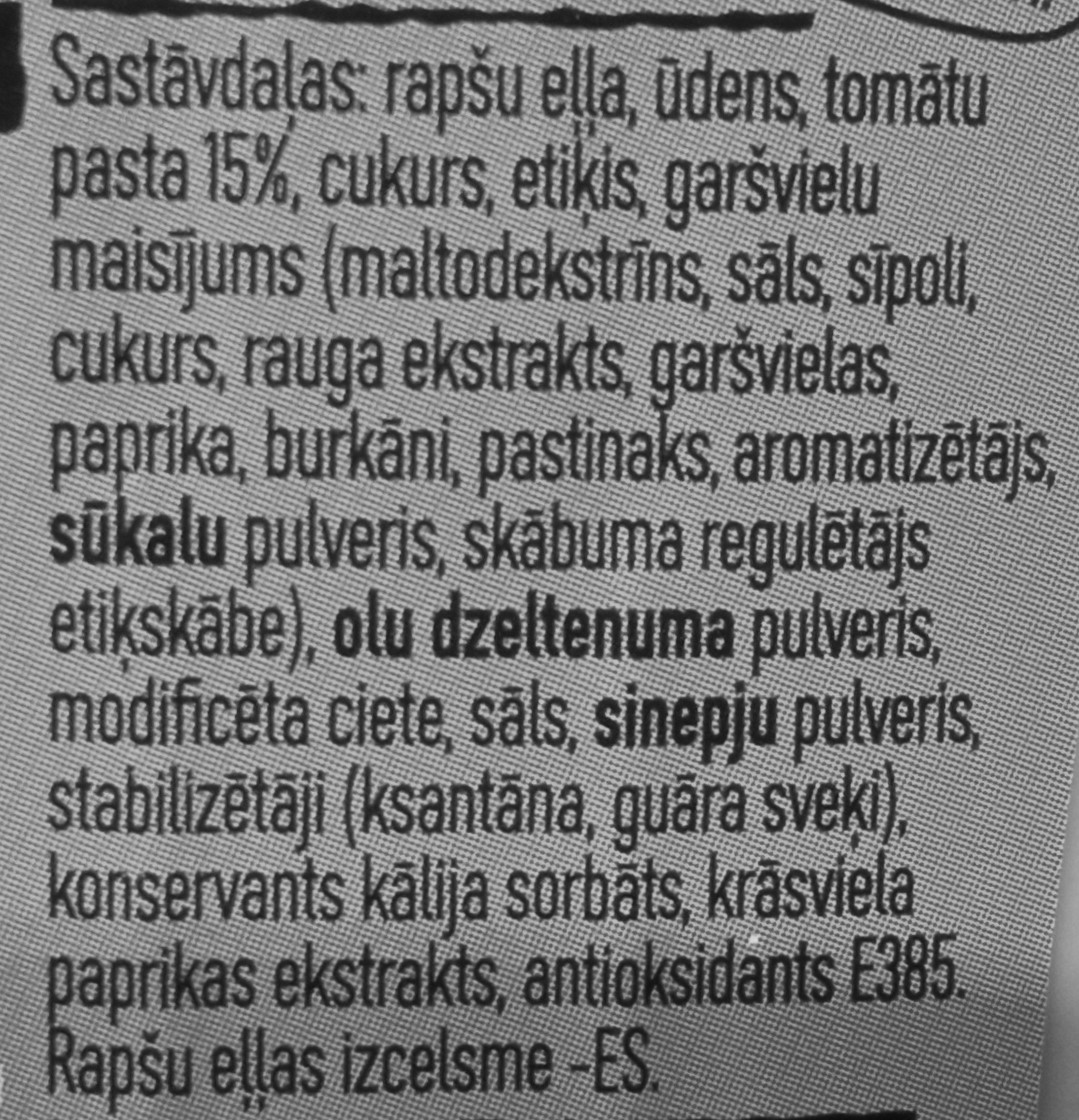 Sastāvdaļas: rapšu eļļa, ūdens, tomātu
pasta 15%, cukurs, etiķis, garšvielu
maisījums (maltodekstrīns, sāls, sīpoli,
cukurs, rauga ekstrakts, garšvielas,
paprika, burkāni, pastinaks, aromatizētājs,
sūkalu pulveris, skābuma regulētājs
etiķskābe), olu dzeltenuma pulveris,
modificēta ciete, sāls, sinepju pulveris,
stabilizētāji (ksantāna, guāra sveķi),
konservants kālija sorbāts, krāsviela
paprikas ekstrakts, antioksidants E385.
Rapšu eļļas izcelsme -ES.